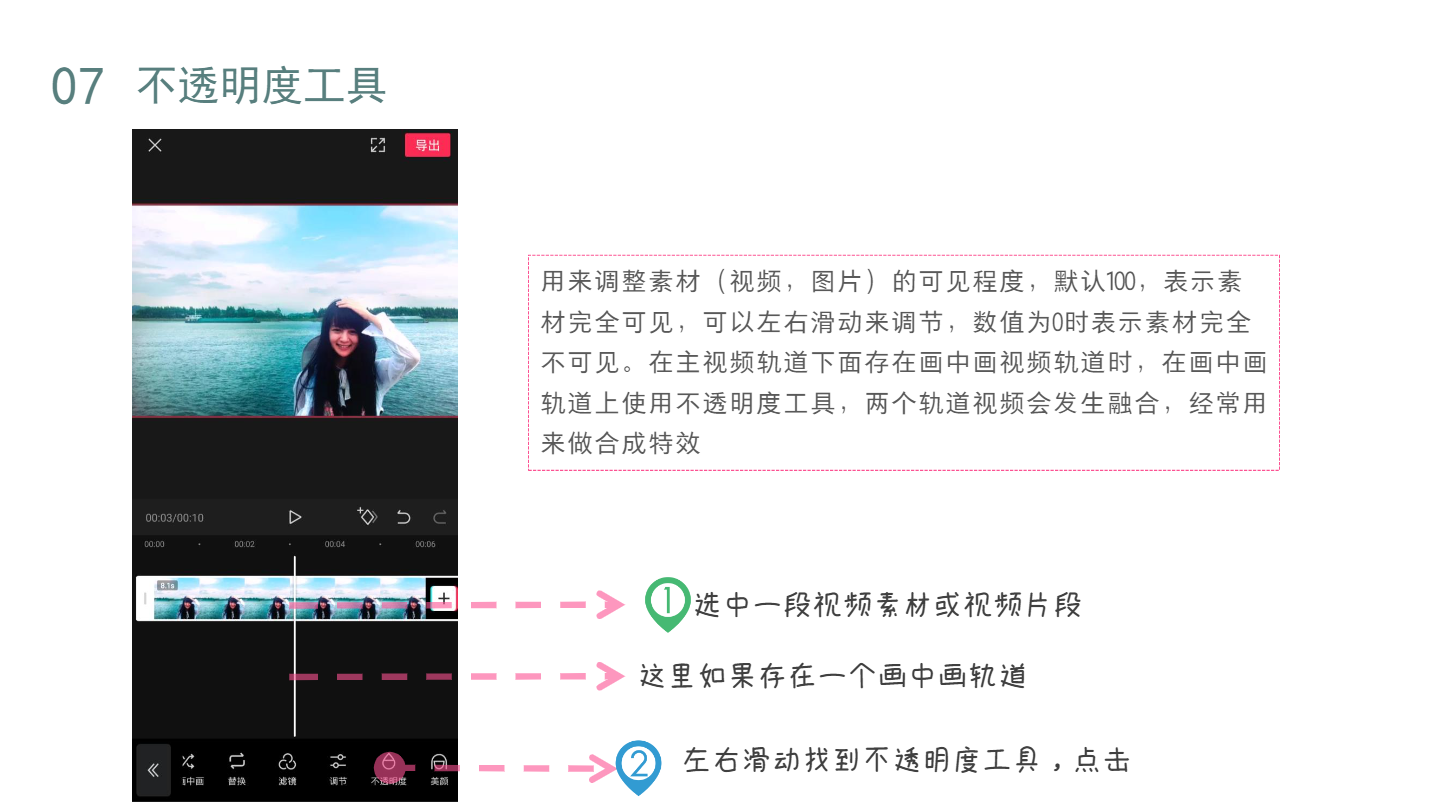 07 不透明度工具
导出
用来调整素材（视频，图片）的可见程度，默认100，表示素
材完全可见，可以左右滑动来调节，数值为0时表示素材完全
不可见。在主视频轨道下面存在画中画视频轨道时，在画中画
轨道上使用不透明度工具，两个轨道视频会发生融合，经常用
来做合成特效
00:03/00:10
00:00 00:02 00:04 00:06
8.1s
1 选中一段视频素材或视频片段
这里如果存在一个画中画轨道
2 左右滑动找到不透明度工具，点击
中画 替换 滤镜 调节 不透明度 美颜